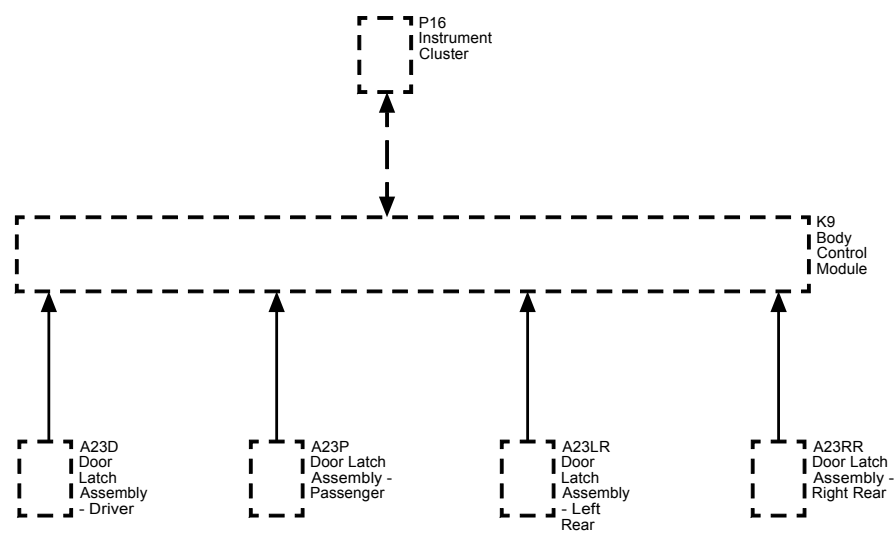 P16
Instrument
Cluster
K9
Body
Control
Module
A23D
Door
Latch
Assembly
- Driver
A23P
Door Latch
Assembly -
Passenger
A23LR
Door
Latch
Assembly
- Left
Rear
A23RR
Door Latch
Assembly -
Right Rear